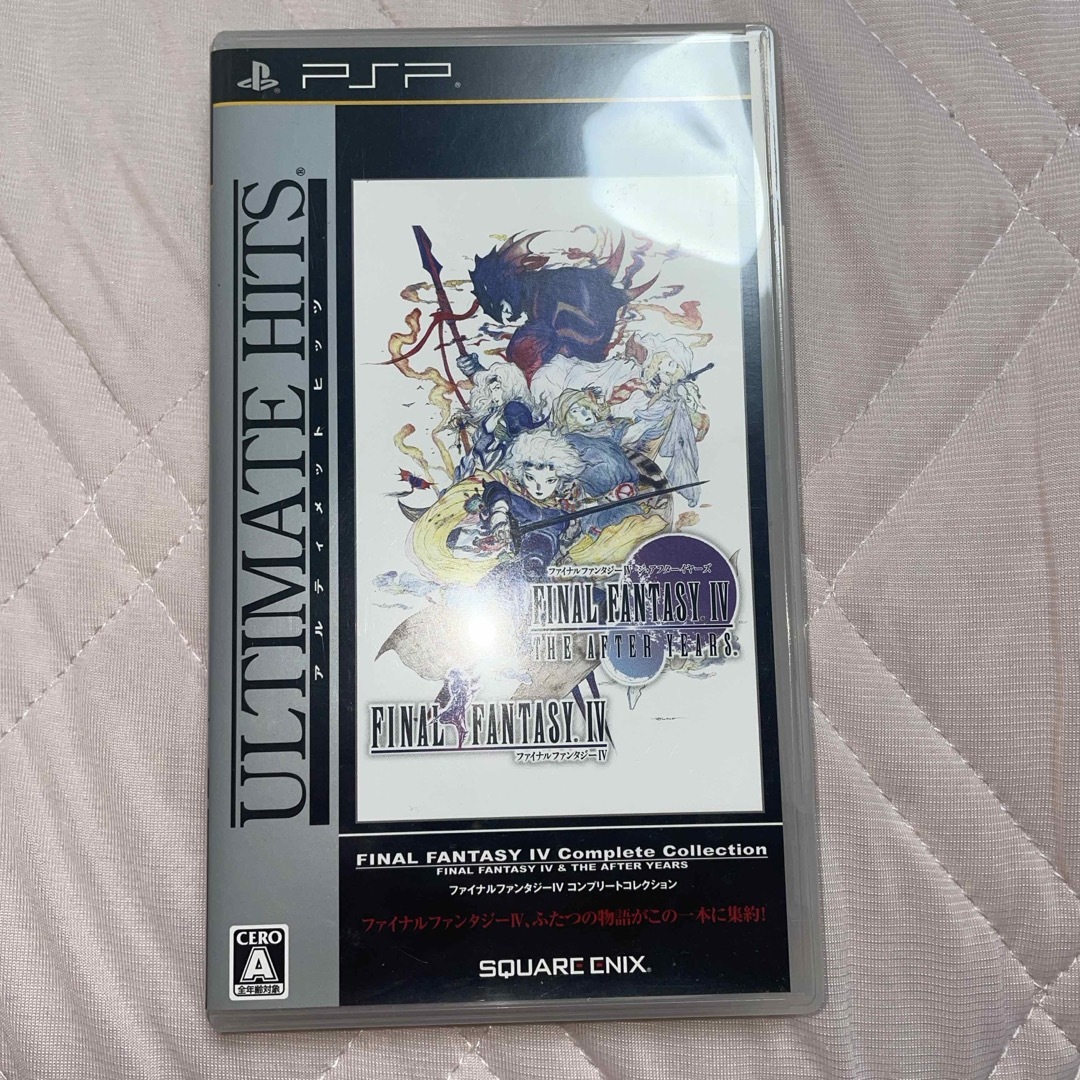 PSP®
ULTIMATE HITS®
アルティメットヒッツ
ファイナルファンタジーIV ジ・アフターイヤーズ
FINAL FANTASY. IV
THE AFTER YEARS.
FINAL FANTASY. IV
ファイナルファンタジーIV
FINAL FANTASY IV Complete Collection
FINAL FANTASY IV & THE AFTER YEARS
ファイナルファンタジーIV コンプリートコレクション
ファイナルファンタジーIV、ふたつの物語がこの一本に集約!
CERO
A
全年齢対象
SQUARE ENIX®